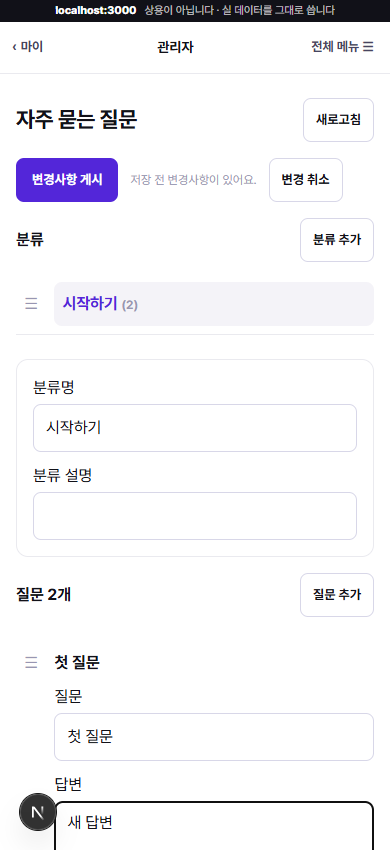 localhost:3000 상용이 아닙니다 · 실 데이터를 그대로 씁니다
‹ 마이 관리자 전체 메뉴 ☰
자주 묻는 질문 새로고침
변경사항 게시 저장 전 변경사항이 있어요. 변경 취소
분류 분류 추가
☰ 시작하기 (2)
분류명
시작하기
분류 설명
질문 2개 질문 추가
☰ 첫 질문
질문
첫 질문
답변
N 새 답변